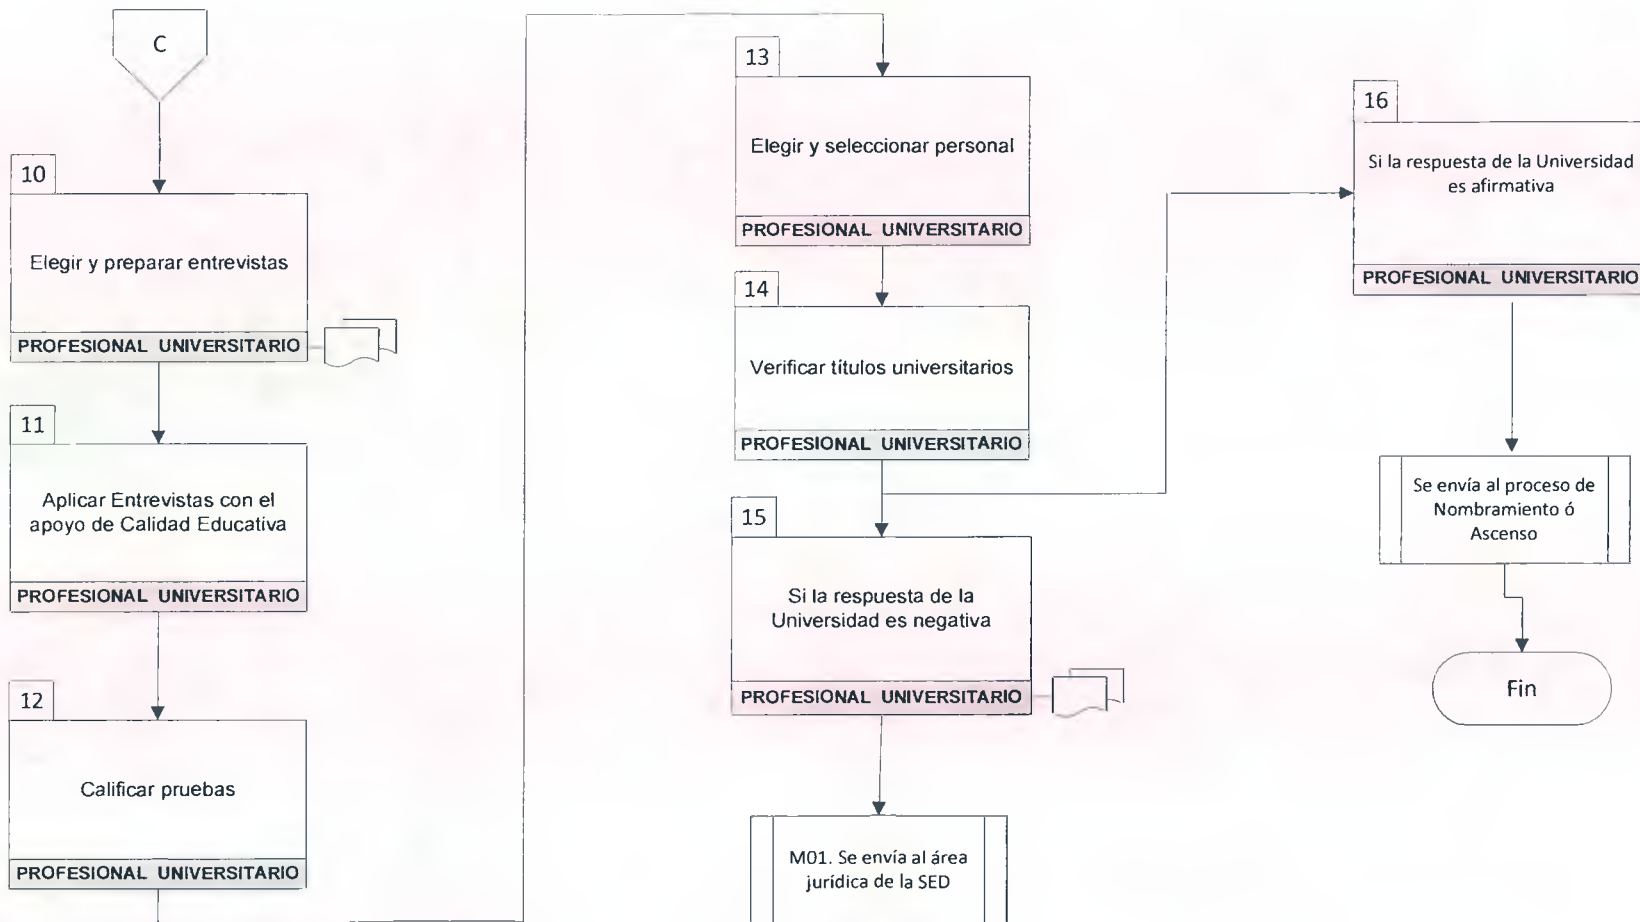 C
10
Elegir y preparar entrevistas
PROFESIONAL UNIVERSITARIO
11
Aplicar Entrevistas con el
apoyo de Calidad Educativa
PROFESIONAL UNIVERSITARIO
12
Calificar pruebas
PROFESIONAL UNIVERSITARIO
13
Elegir y seleccionar personal
PROFESIONAL UNIVERSITARIO
14
Verificar títulos universitarios
PROFESIONAL UNIVERSITARIO
15
Si la respuesta de la
Universidad es negativa
PROFESIONAL UNIVERSITARIO
M01. Se envía al área
jurídica de la SED
16
Si la respuesta de la Universidad
es afirmativa
PROFESIONAL UNIVERSITARIO
Se envía al proceso de
Nombramiento ó
Ascenso
Fin